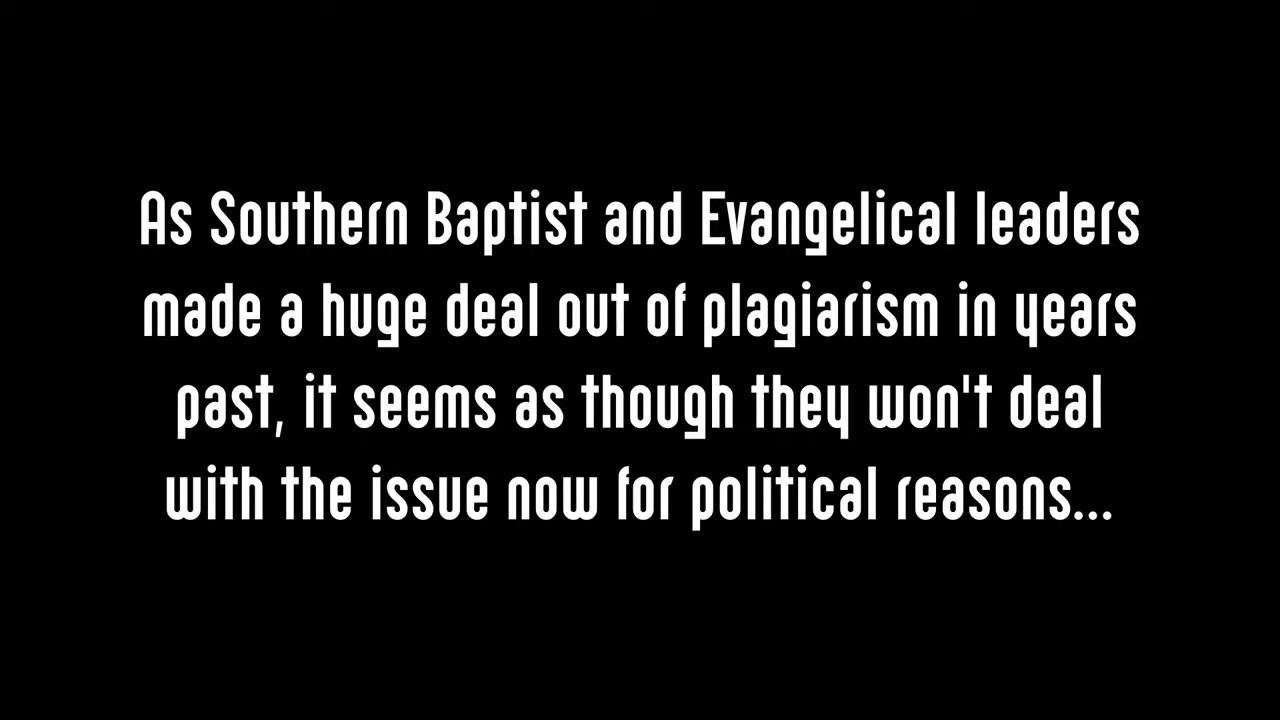 As Southern Baptist and Evangelical leaders
made a huge deal out of plagiarism in years
past, it seems as though they won't deal
with the issue now for political reasons...